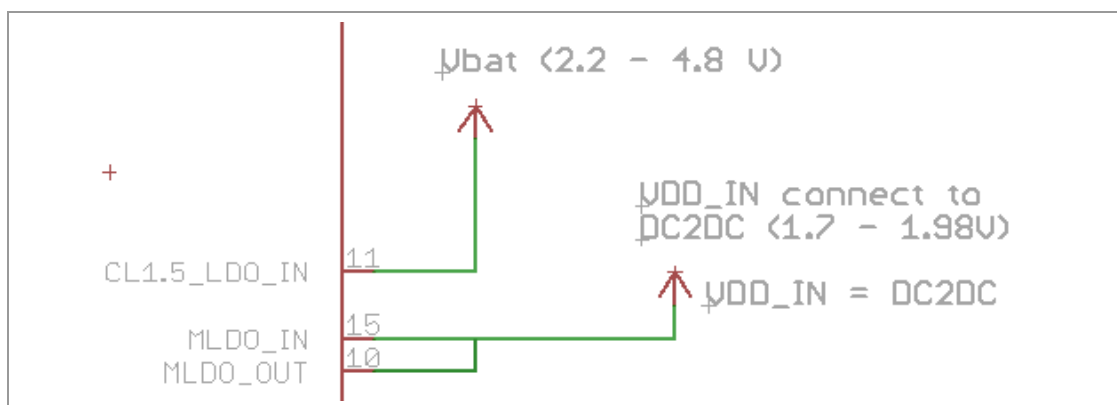 Vbat (2.2 - 4.8 V)
VDD_IN connect to
DC2DC (1.7 - 1.98V)
CL1.5_LDO_IN
11
VDD_IN = DC2DC
MLDO_IN
15
MLDO_OUT
10